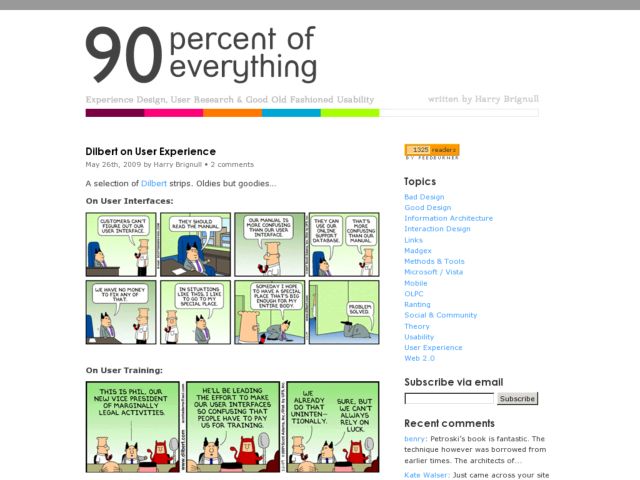 90 percent of
everything
Experience Design, User Research & Good Old Fashioned Usability
written by Harry Brignull
Dilbert on User Experience
May 26th, 2009 by Harry Brignull • 2 comments
A selection of Dilbert strips. Oldies but goodies...
On User Interfaces:
CUSTOMERS CAN'T
FIGURE OUT OUR
USER INTERFACE.
THEY SHOULD
READ THE MANUAL.
OUR MANUAL IS
MORE CONFUSING
THAN OUR USER
INTERFACE.
THEY CAN
USE OUR
ONLINE
SUPPORT
DATABASE.
THAT'S
MORE
CONFUSING
THAN OUR
MANUAL.
WE HAVE NO MONEY
TO FIX ANY OF
THAT.
IN SITUATIONS
LIKE THIS, I LIKE
TO GO TO MY
SPECIAL PLACE.
SOMEDAY I HOPE
TO HAVE A SPECIAL
PLACE THAT'S BIG
ENOUGH FOR MY
ENTIRE BODY.
PROBLEM
SOLVED.
On User Training:
THIS IS PHIL, OUR
NEW VICE PRESIDENT
OF MARGINALLY
LEGAL ACTIVITIES.
www.dilbert.com
HE'LL BE LEADING
THE EFFORT TO MAKE
OUR USER INTERFACES
SO CONFUSING THAT
PEOPLE HAVE TO PAY
US FOR TRAINING.
WE
ALREADY
DO THAT
UNINTEN-
TIONALLY.
SURE, BUT
WE CAN'T
ALWAYS
RELY ON
LUCK.
1325 readers
BY FEEDBURNER
Topics
Bad Design
Good Design
Information Architecture
Interaction Design
Links
Madgex
Methods & Tools
Microsoft / Vista
Mobile
OLPC
Ranting
Social & Community
Theory
Usability
User Experience
Web 2.0
Subscribe via email
Subscribe
Recent comments
benry: Petroski's book is fantastic. The
technique however was borrowed from
earlier times. The architects of...
Kate Walser: Just came across your site